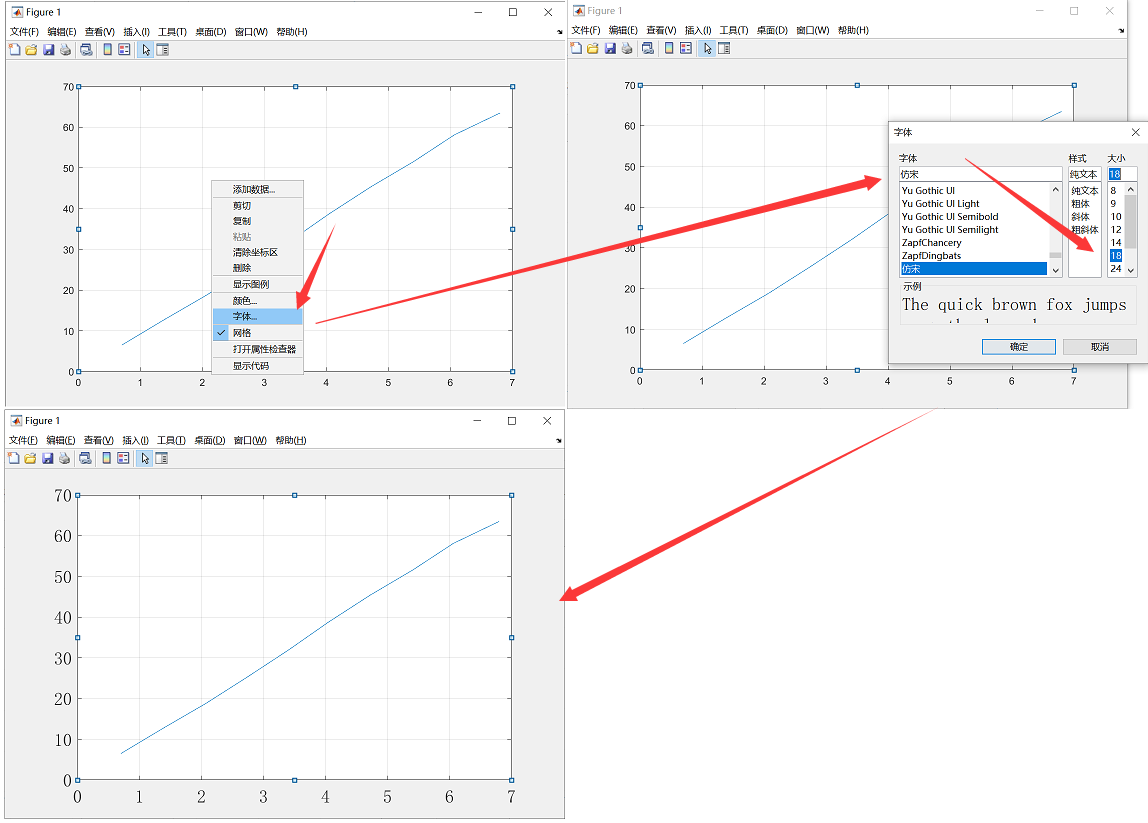 Figure 1
文件(F) 编辑(E) 查看(V) 插入(I) 工具(T) 桌面(D) 窗口(W) 帮助(H)
70
60
50
40
30
20
10
0
0 1 2 3 4 5 6 7
添加数据...
剪切
复制
粘贴
清除坐标区
删除
显示图例
颜色...
字体...
网格
打开属性检查器
显示代码
Figure 1
文件(F) 编辑(E) 查看(V) 插入(I) 工具(T) 桌面(D) 窗口(W) 帮助(H)
70
60
50
40
30
20
10
0
0 1 2 3 4 5 6 7
字体
字体 样式 大小
仿宋 纯文本 18
Yu Gothic UI 纯文本 8
Yu Gothic UI Light 粗体 9
Yu Gothic UI Semibold 斜体 10
Yu Gothic UI Semilight 粗斜体 12
ZapfChancery 14
ZapfDingbats 18
仿宋 24
示例
The quick brown fox jumps
确定 取消
Figure 1
文件(F) 编辑(E) 查看(V) 插入(I) 工具(T) 桌面(D) 窗口(W) 帮助(H)
70
60
50
40
30
20
10
0
0 1 2 3 4 5 6 7